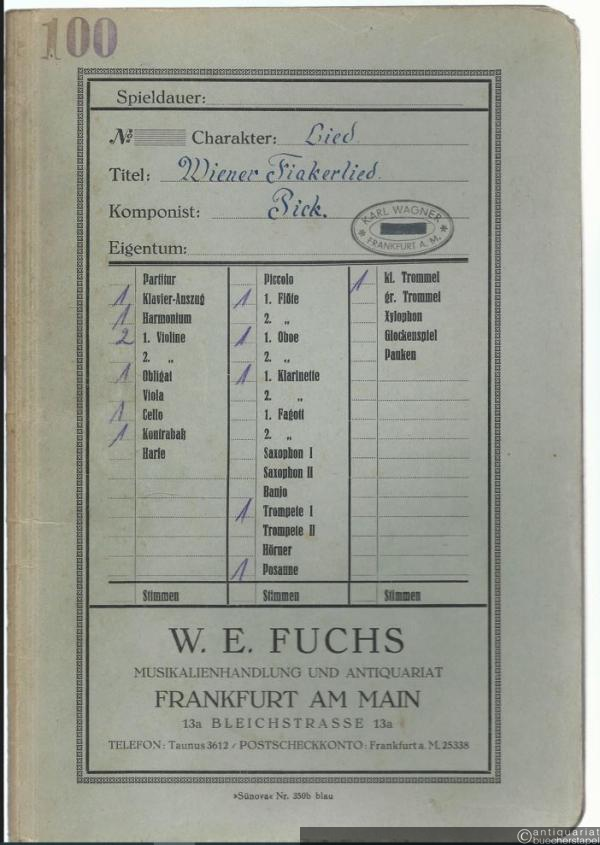 100
Spieldauer:
№ Charakter: Lied.
Titel: Wiener Fiakerlied.
Komponist: Pick.
KARL WAGNER
* FRANKFURT A. M. *
Eigentum:
Partitur
1 Klavier-Auszug
1 Harmonium
2 1. Violine
2. „
1 Obligat
Viola
1 Cello
1 Kontrabaß
Harfe
Stimmen
Piccolo
1 1. Flöte
2. „
1 1. Oboe
2. „
1 1. Klarinette
2. „
1. Fagott
2. „
Saxophon I
Saxophon II
Banjo
1 Trompete I
Trompete II
Hörner
1 Posaune
Stimmen
1 kl. Trommel
gr. Trommel
Xylophon
Glockenspiel
Pauken
Stimmen
W. E. FUCHS
MUSIKALIENHANDLUNG UND ANTIQUARIAT
FRANKFURT AM MAIN
13a BLEICHSTRASSE 13a
TELEFON: Taunus 3612 / POSTSCHECKKONTO: Frankfurt a. M. 25338
»Sünova« Nr. 350b blau
©antiquariat
buecherstapel